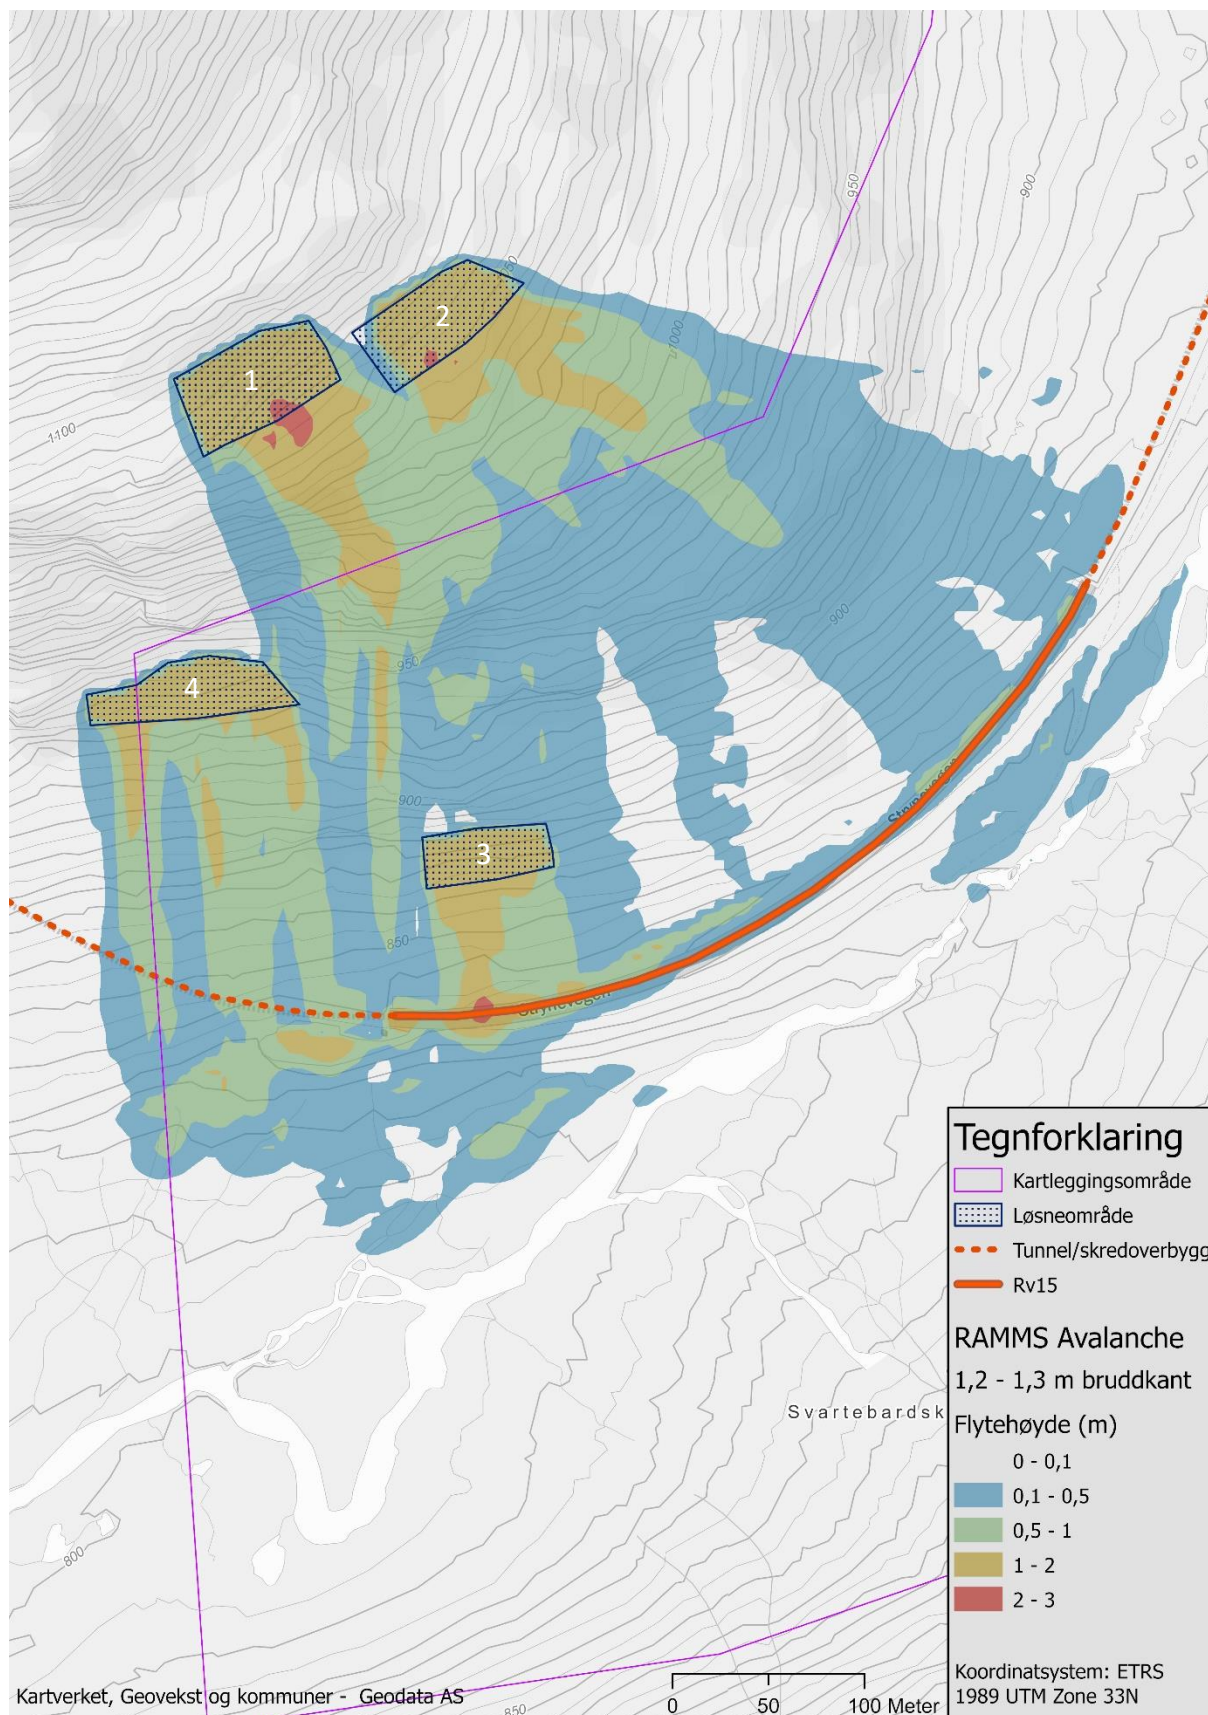 950
900
2
50
1000
1
1100
900
950
4
900
Strynevegen
3
850
Strynevegen
Tegnforklaring
Kartleggingsområde
Løsneområde
Tunnel/skredoverbygg
Rv15
RAMMS Avalanche
1,2 - 1,3 m bruddkant
Svartebardsk
Flytehøyde (m)
0 - 0,1
0,1 - 0,5
0,5 - 1
800
1 - 2
2 - 3
Koordinatsystem: ETRS
1989 UTM Zone 33N
Kartverket, Geovekst og kommuner - Geodata AS
850
0 50 100 Meter